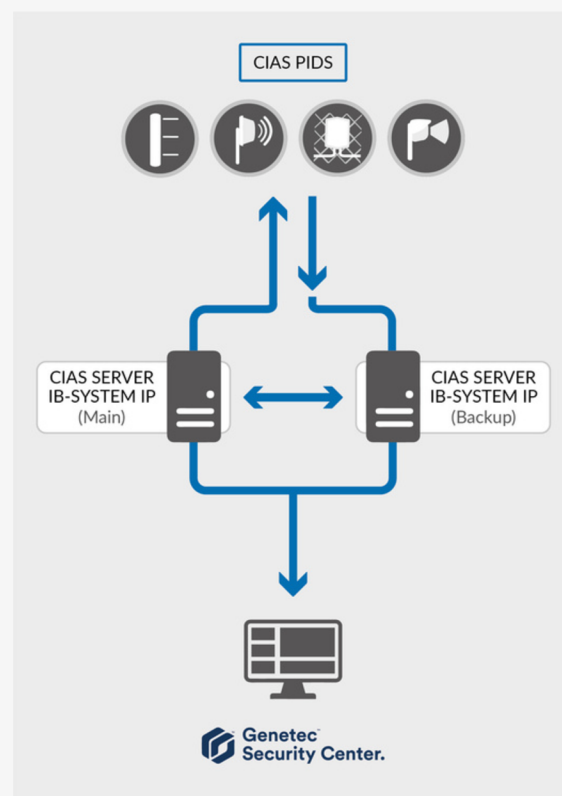 CIAS PIDS
CIAS SERVER
IB-SYSTEM IP
(Main)
CIAS SERVER
IB-SYSTEM IP
(Backup)
Genetec™
Security Center.